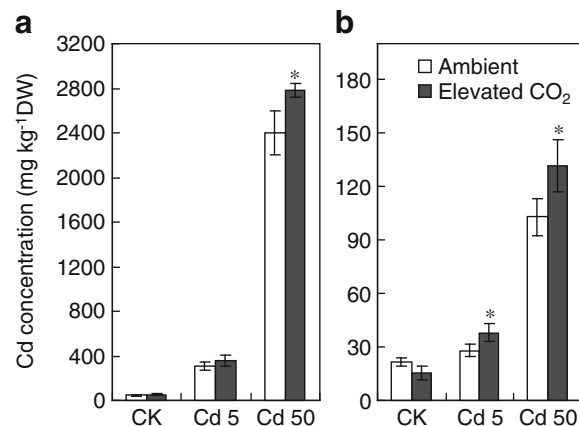 a
b
Cd concentration (mg kg⁻¹DW)
3200
2800
2400
2000
1600
1200
800
400
0
*
CK Cd 5 Cd 50
180
150
120
90
60
30
0
Ambient
Elevated CO₂
*
*
CK Cd 5 Cd 50